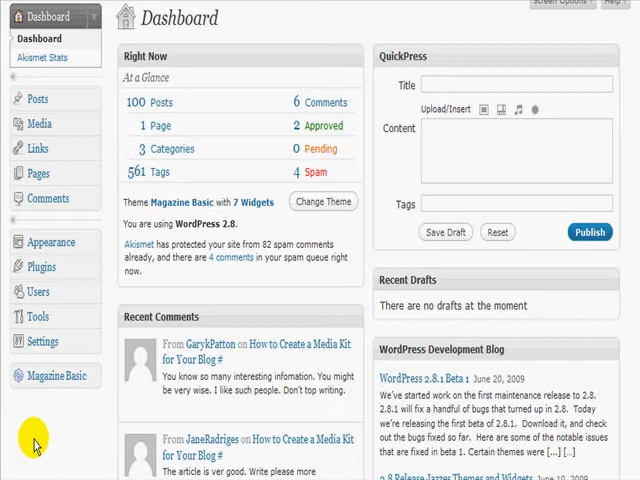 Screen Options
Help
Dashboard
Dashboard
Dashboard
Akismet Stats
Posts
Media
Links
Pages
Comments
Appearance
Plugins
Users
Tools
Settings
Magazine Basic
Right Now
At a Glance
100 Posts 6 Comments
1 Page 2 Approved
3 Categories 0 Pending
561 Tags 4 Spam
Theme Magazine Basic with 7 Widgets Change Theme
You are using WordPress 2.8.
Akismet has protected your site from 82 spam comments
already, and there are 4 comments in your spam queue right
now.
Recent Comments
From GarykPatton on How to Create a Media Kit
for Your Blog #
You know so many interesting infomation. You might
be very wise. I like such people. Don't top writing.
From JaneRadriges on How to Create a Media Kit
for Your Blog #
The article is ver good. Write please more
QuickPress
Title
Upload/Insert
Content
Tags
Save Draft Reset Publish
Recent Drafts
There are no drafts at the moment
WordPress Development Blog
WordPress 2.8.1 Beta 1 June 20, 2009
We've started work on the first maintenance release to 2.8.
2.8.1 will fix a handful of bugs that turned up in 2.8. Today
we're releasing the first beta of 2.8.1. Download it, and check
out the bugs fixed so far. Here are some of the notable issues
that are fixed in beta 1. Certain themes were [...] [...]
2.8 Release Jazzes Themes and Widgets June 10, 2009